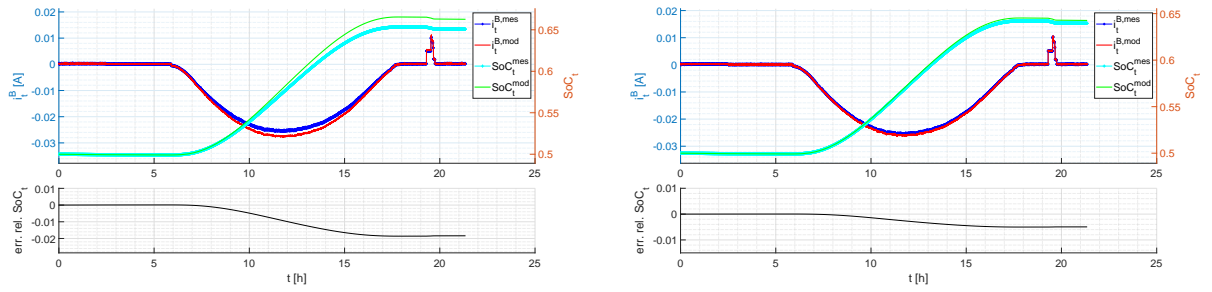 0.02
0.01
0
-0.01
-0.02
-0.03
i_t^B [A]
0.65
0.6
0.55
0.5
SoC_t
i_t^{B,mes}
i_t^{B,mod}
SoC_t^{mes}
SoC_t^{mod}
0 5 10 15 20 25
0.01
0
-0.01
-0.02
err. rel. SoC_t
0 5 10 15 20 25
t [h]
0.02
0.01
0
-0.01
-0.02
-0.03
i_t^B [A]
0.65
0.6
0.55
0.5
SoC_t
i_t^{B,mes}
i_t^{B,mod}
SoC_t^{mes}
SoC_t^{mod}
0 5 10 15 20 25
0.01
0
-0.01
err. rel. SoC_t
0 5 10 15 20 25
t [h]